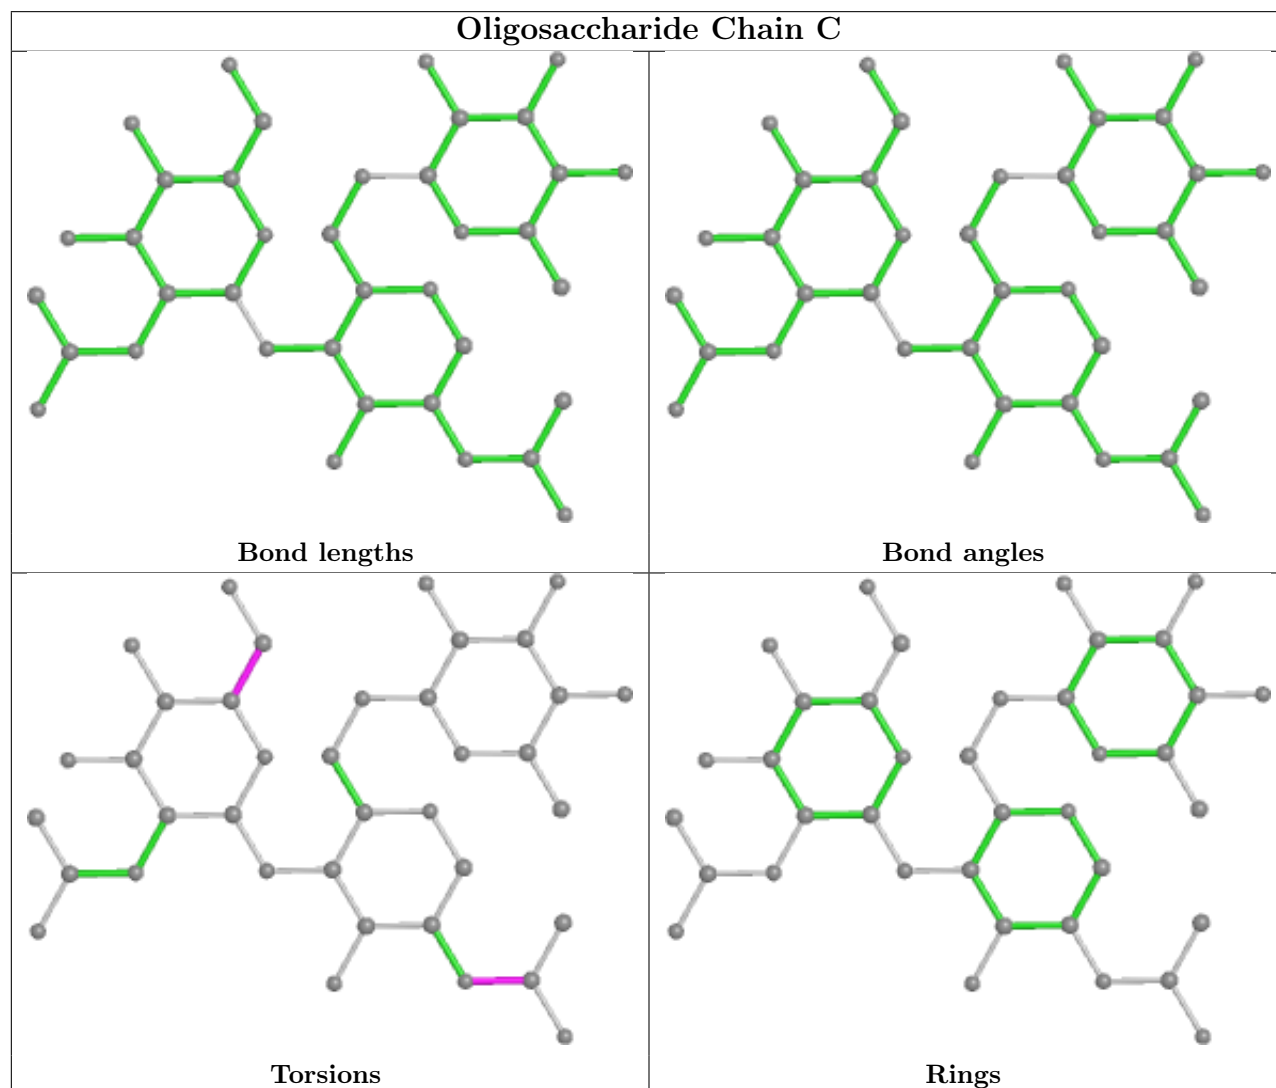 Oligosaccharide Chain C
Bond lengths
Bond angles
Torsions
Rings